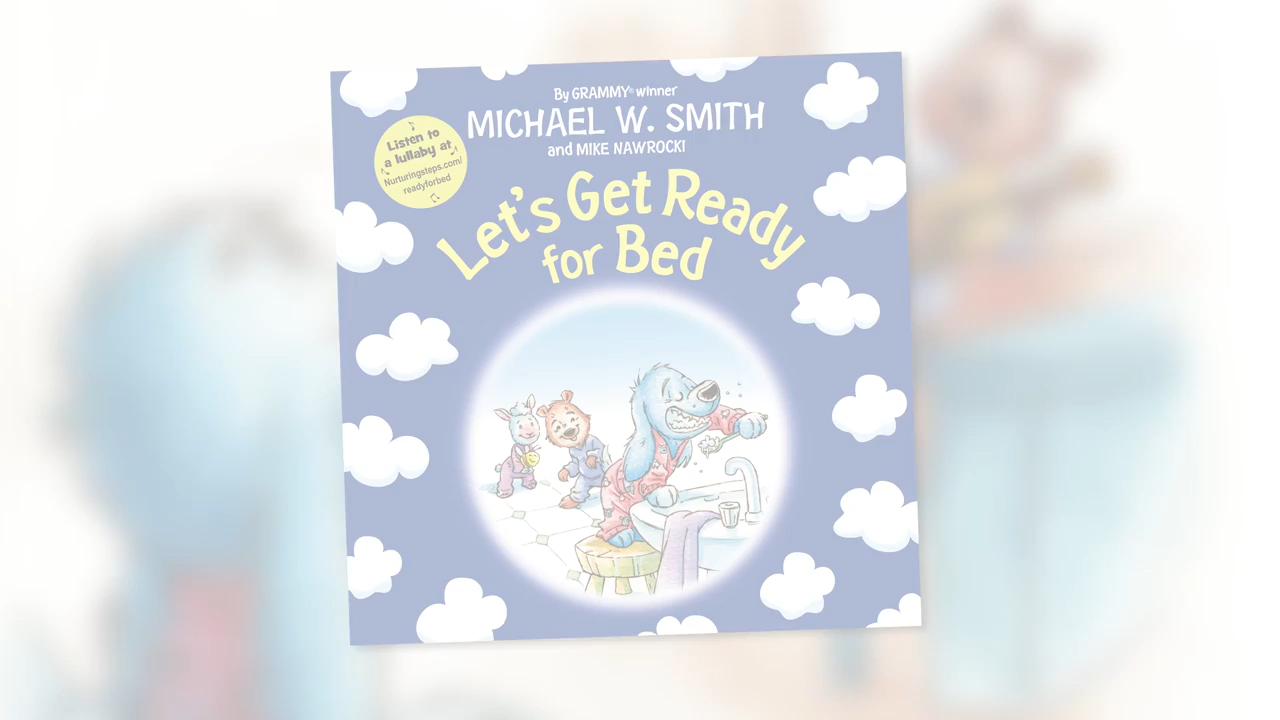 By GRAMMY® winner
MICHAEL W. SMITH
and MIKE NAWROCKI
Listen to
a lullaby at
Nurturingsteps.com/
readyforbed
Let's Get Ready
for Bed